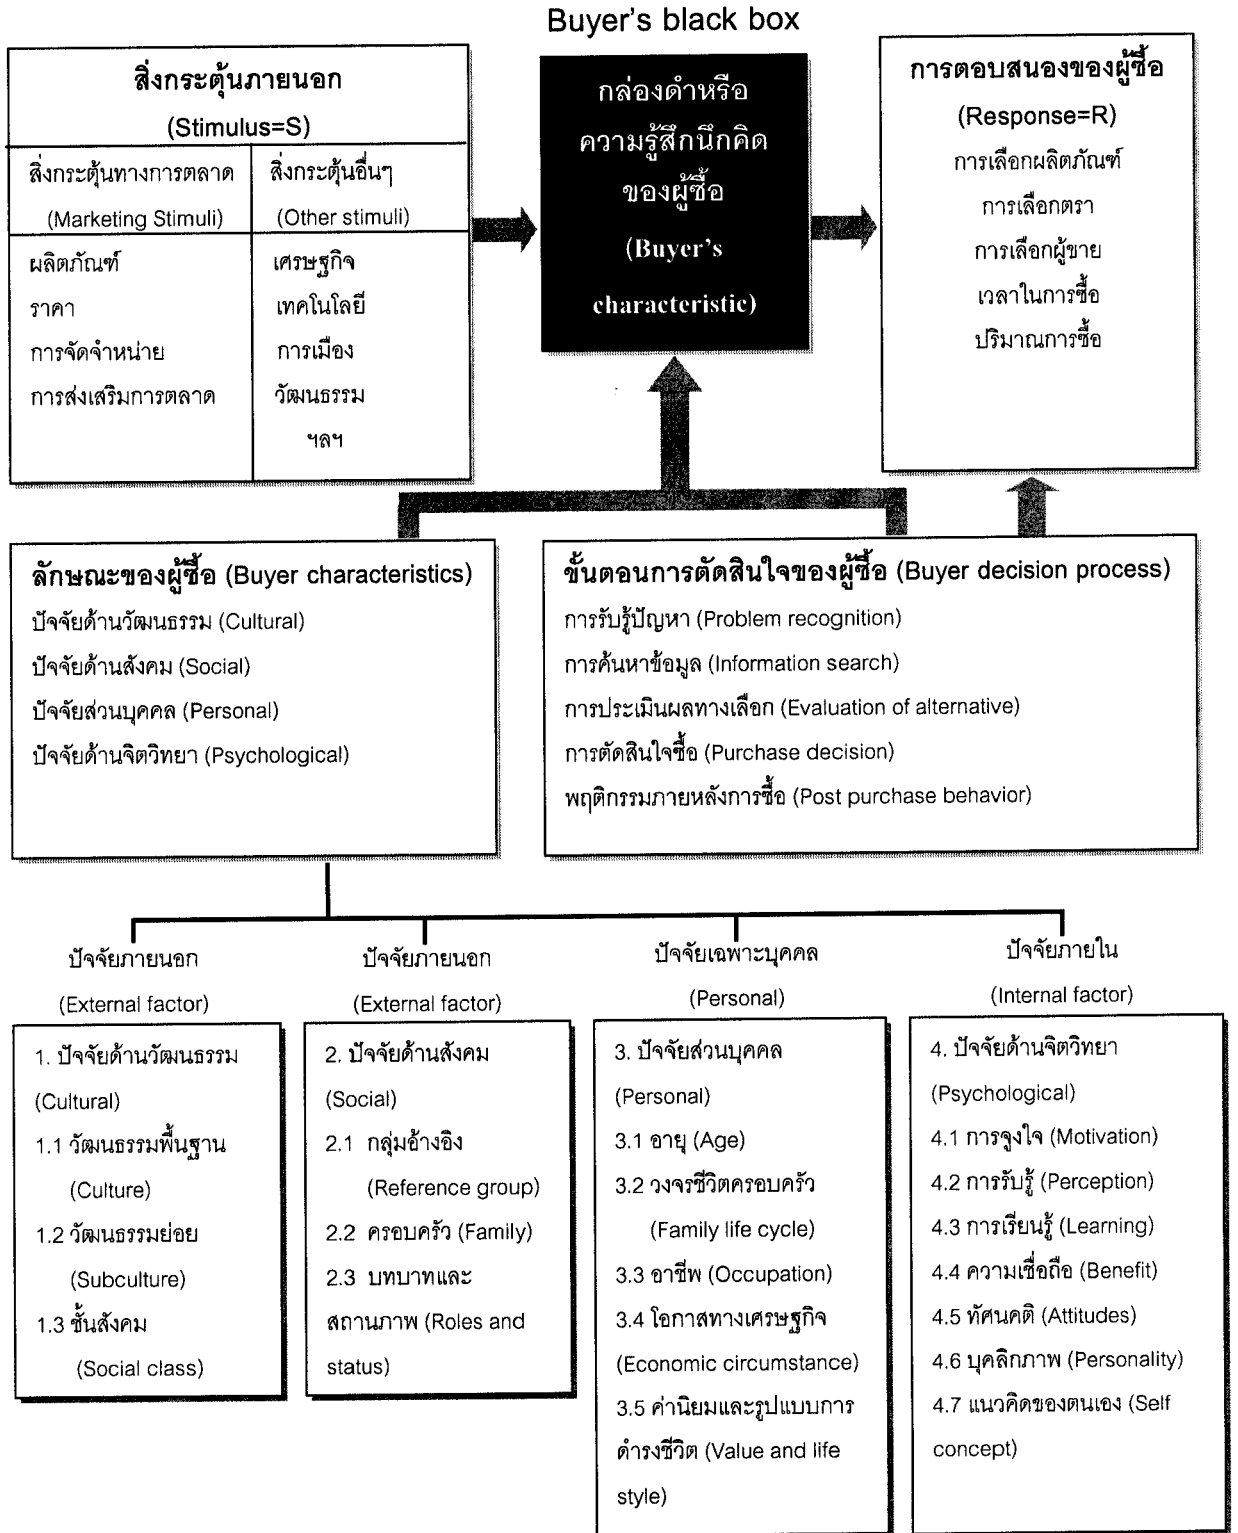 Buyer's black box
สิ่งกระตุ้นภายนอก
(Stimulus=S)
สิ่งกระตุ้นทางการตลาด
(Marketing Stimuli)
ผลิตภัณฑ์
ราคา
การจัดจำหน่าย
การส่งเสริมการตลาด
สิ่งกระตุ้นอื่นๆ
(Other stimuli)
เศรษฐกิจ
เทคโนโลยี
การเมือง
วัฒนธรรม
ฯลฯ
กล่องดำหรือ
ความรู้สึกนึกคิด
ของผู้ซื้อ
(Buyer's
characteristic)
การตอบสนองของผู้ซื้อ
(Response=R)
การเลือกผลิตภัณฑ์
การเลือกตรา
การเลือกผู้ขาย
เวลาในการซื้อ
ปริมาณการซื้อ
ลักษณะของผู้ซื้อ (Buyer characteristics)
ปัจจัยด้านวัฒนธรรม (Cultural)
ปัจจัยด้านสังคม (Social)
ปัจจัยส่วนบุคคล (Personal)
ปัจจัยด้านจิตวิทยา (Psychological)
ขั้นตอนการตัดสินใจของผู้ซื้อ (Buyer decision process)
การรับรู้ปัญหา (Problem recognition)
การค้นหาข้อมูล (Information search)
การประเมินผลทางเลือก (Evaluation of alternative)
การตัดสินใจซื้อ (Purchase decision)
พฤติกรรมภายหลังการซื้อ (Post purchase behavior)
ปัจจัยภายนอก
(External factor)
1. ปัจจัยด้านวัฒนธรรม
(Cultural)
1.1 วัฒนธรรมพื้นฐาน
(Culture)
1.2 วัฒนธรรมย่อย
(Subculture)
1.3 ชั้นสังคม
(Social class)
ปัจจัยภายนอก
(External factor)
2. ปัจจัยด้านสังคม
(Social)
2.1 กลุ่มอ้างอิง
(Reference group)
2.2 ครอบครัว (Family)
2.3 บทบาทและ
สถานภาพ (Roles and
status)
ปัจจัยเฉพาะบุคคล
(Personal)
3. ปัจจัยส่วนบุคคล
(Personal)
3.1 อายุ (Age)
3.2 วงจรชีวิตครอบครัว
(Family life cycle)
3.3 อาชีพ (Occupation)
3.4 โอกาสทางเศรษฐกิจ
(Economic circumstance)
3.5 ค่านิยมและรูปแบบการ
ดำรงชีวิต (Value and life
style)
ปัจจัยภายใน
(Internal factor)
4. ปัจจัยด้านจิตวิทยา
(Psychological)
4.1 การจูงใจ (Motivation)
4.2 การรับรู้ (Perception)
4.3 การเรียนรู้ (Learning)
4.4 ความเชื่อถือ (Benefit)
4.5 ทัศนคติ (Attitudes)
4.6 บุคลิกภาพ (Personality)
4.7 แนวคิดของตนเอง (Self
concept)